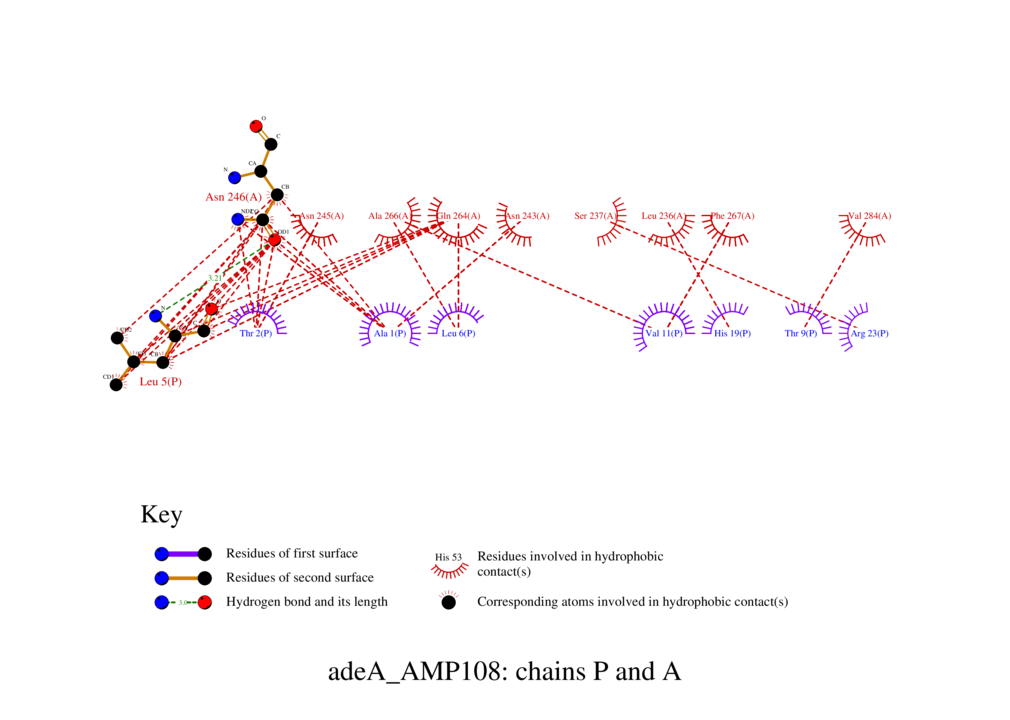 O
C
CA
N
CB
Asn 246(A)
CG
OD1
Asn 245(A) Ala 266(A) Gln 264(A) Asn 243(A) Ser 237(A) Leu 236(A) Phe 267(A) Val 284(A)
3.21
N
Thr 2(P) Ala 1(P) Leu 6(P) Val 11(P) His 19(P) Thr 9(P) Arg 23(P)
CB
CD1
Leu 5(P)
Key
Residues of first surface
Residues of second surface
3.0 Hydrogen bond and its length
His 53 Residues involved in hydrophobic
contact(s)
Corresponding atoms involved in hydrophobic contact(s)
adeA_AMP108: chains P and A